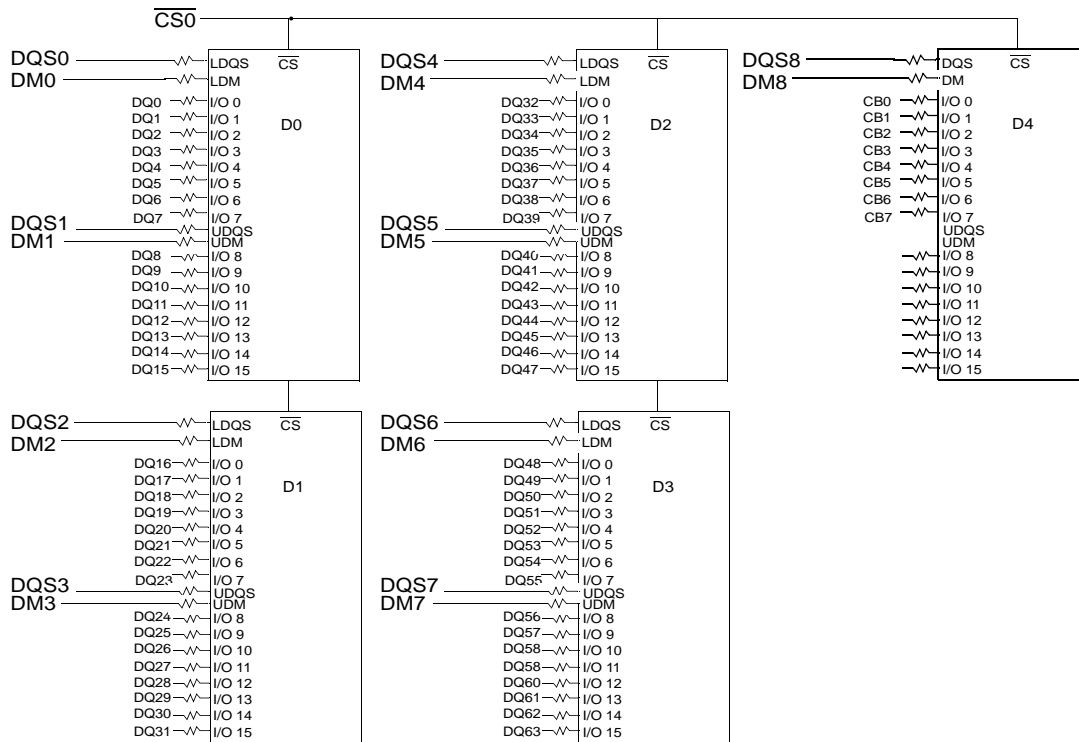 CS0
DQS0
DM0
LDQS
CS
LDM
DQ0 I/O 0
DQ1 I/O 1
D0
DQ2 I/O 2
DQ3 I/O 3
DQ4 I/O 4
DQ5 I/O 5
DQ6 I/O 6
DQ7 I/O 7
DQS1 UDQS
DM1 UDM
DQ8 I/O 8
DQ9 I/O 9
DQ10 I/O 10
DQ11 I/O 11
DQ12 I/O 12
DQ13 I/O 13
DQ14 I/O 14
DQ15 I/O 15
DQS4
DM4
LDQS
CS
LDM
DQ32 I/O 0
DQ33 I/O 1
D2
DQ34 I/O 2
DQ35 I/O 3
DQ36 I/O 4
DQ37 I/O 5
DQ38 I/O 6
DQ39 I/O 7
DQS5 UDQS
DM5 UDM
DQ40 I/O 8
DQ41 I/O 9
DQ42 I/O 10
DQ43 I/O 11
DQ44 I/O 12
DQ45 I/O 13
DQ46 I/O 14
DQ47 I/O 15
DQS8
DM8
DQS
CS
DM
CB0 I/O 0
CB1 I/O 1
D4
CB2 I/O 2
CB3 I/O 3
CB4 I/O 4
CB5 I/O 5
CB6 I/O 6
CB7 I/O 7
UDQS
UDM
I/O 8
I/O 9
I/O 10
I/O 11
I/O 12
I/O 13
I/O 14
I/O 15
DQS2
DM2
LDQS
CS
LDM
DQ16 I/O 0
DQ17 I/O 1
D1
DQ18 I/O 2
DQ19 I/O 3
DQ20 I/O 4
DQ21 I/O 5
DQ22 I/O 6
DQ23 I/O 7
DQS3 UDQS
DM3 UDM
DQ24 I/O 8
DQ25 I/O 9
DQ26 I/O 10
DQ27 I/O 11
DQ28 I/O 12
DQ29 I/O 13
DQ30 I/O 14
DQ31 I/O 15
DQS6
DM6
LDQS
CS
LDM
DQ48 I/O 0
DQ49 I/O 1
D3
DQ50 I/O 2
DQ51 I/O 3
DQ52 I/O 4
DQ53 I/O 5
DQ54 I/O 6
DQ55 I/O 7
DQS7 UDQS
DM7 UDM
DQ56 I/O 8
DQ57 I/O 9
DQ58 I/O 10
DQ58 I/O 11
DQ60 I/O 12
DQ61 I/O 13
DQ62 I/O 14
DQ63 I/O 15